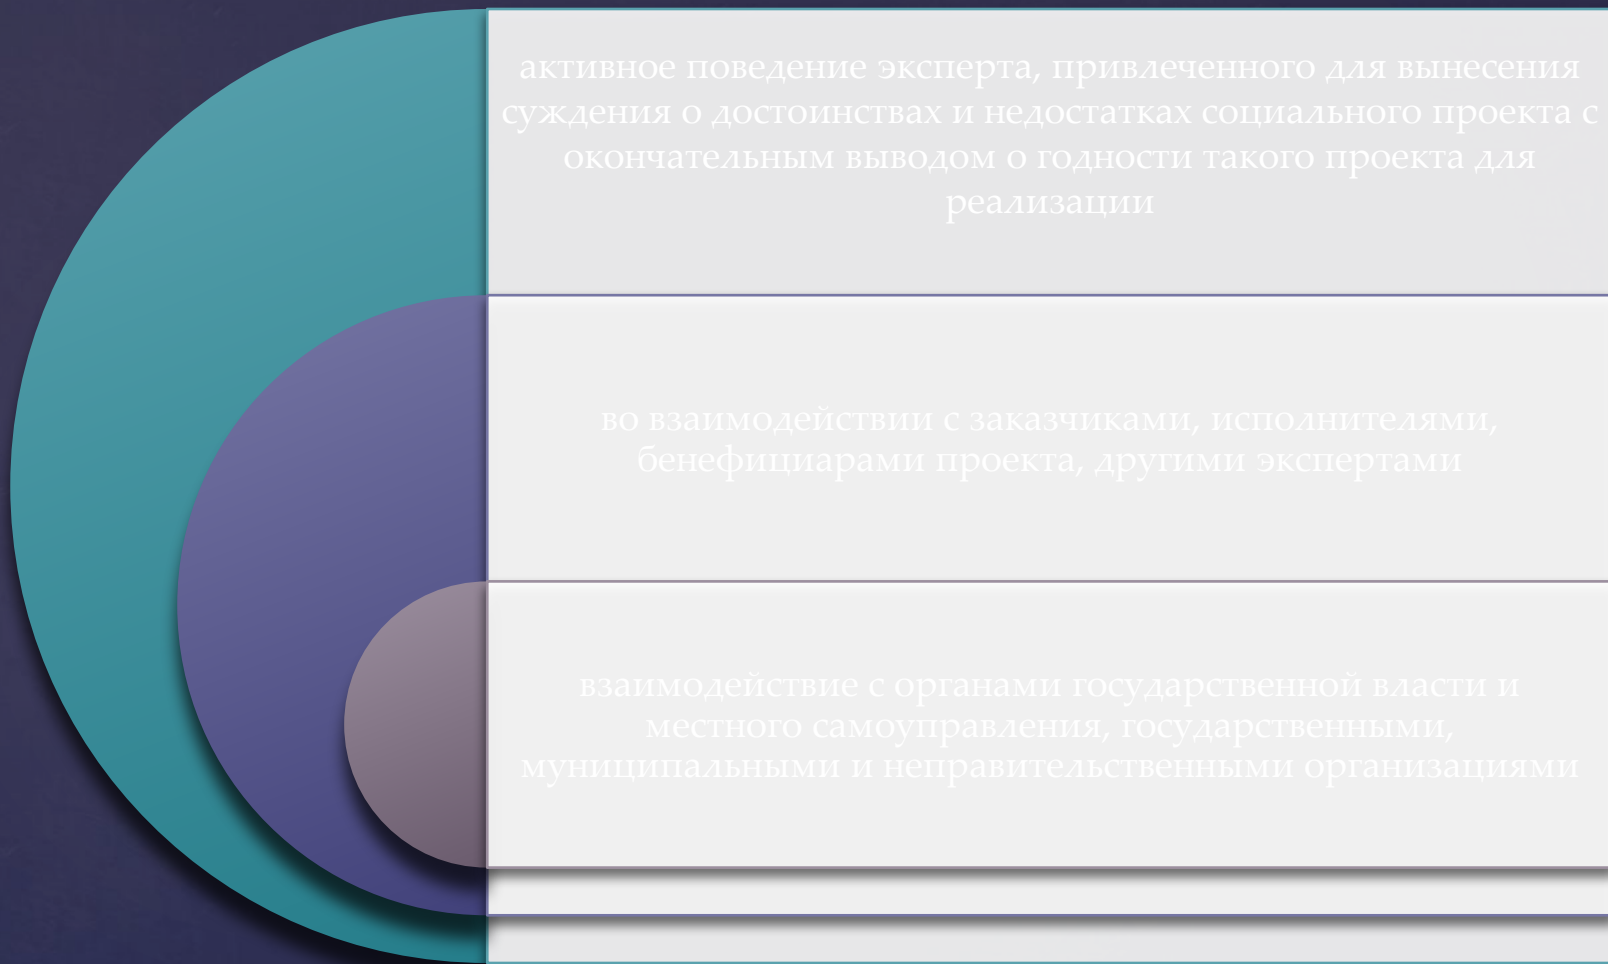 активное поведение эксперта, привлеченного для вынесения
суждения о достоинствах и недостатках социального проекта с
окончательным выводом о годности такого проекта для
реализации
во взаимодействии с заказчиками, исполнителями,
бенефициарами проекта, другими экспертами
взаимодействие с органами государственной власти и
местного самоуправления, государственными,
муниципальными и неправительственными организациями